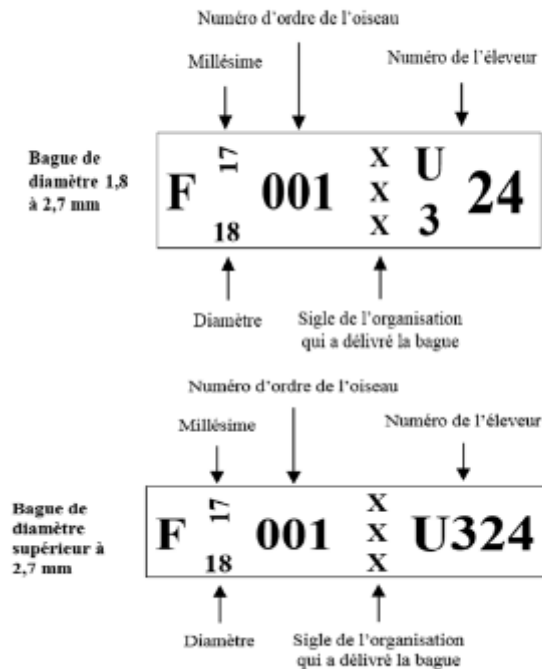 Numéro d'ordre de l'oiseau
Millésime
Numéro de l'éleveur
Bague de
diamètre 1,8
à 2,7 mm
F 17 18 001 X X X U 3 24
Diamètre
Sigle de l'organisation
qui a délivré la bague
Numéro d'ordre de l'oiseau
Millésime
Numéro de l'éleveur
Bague de
diamètre
supérieur à
2,7 mm
F 17 18 001 X X X U324
Diamètre
Sigle de l'organisation
qui a délivré la bague